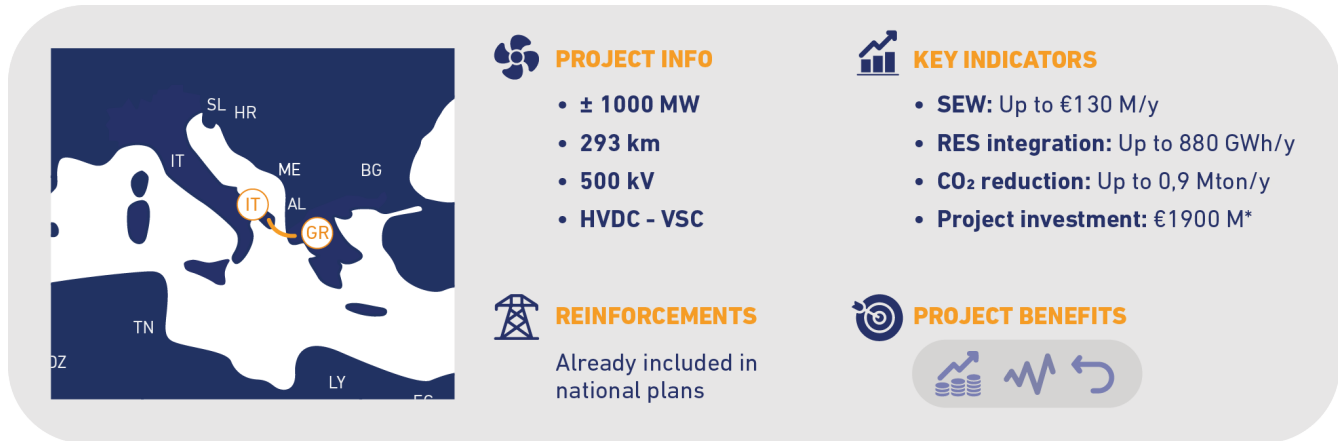 SL
HR
IT
ME
BG
IT
AL
GR
TN
DZ
LY
PROJECT INFO
• ± 1000 MW
• 293 km
• 500 kV
• HVDC - VSC
KEY INDICATORS
• SEW: Up to €130 M/y
• RES integration: Up to 880 GWh/y
• CO₂ reduction: Up to 0,9 Mton/y
• Project investment: €1900 M*
REINFORCEMENTS
Already included in
national plans
PROJECT BENEFITS